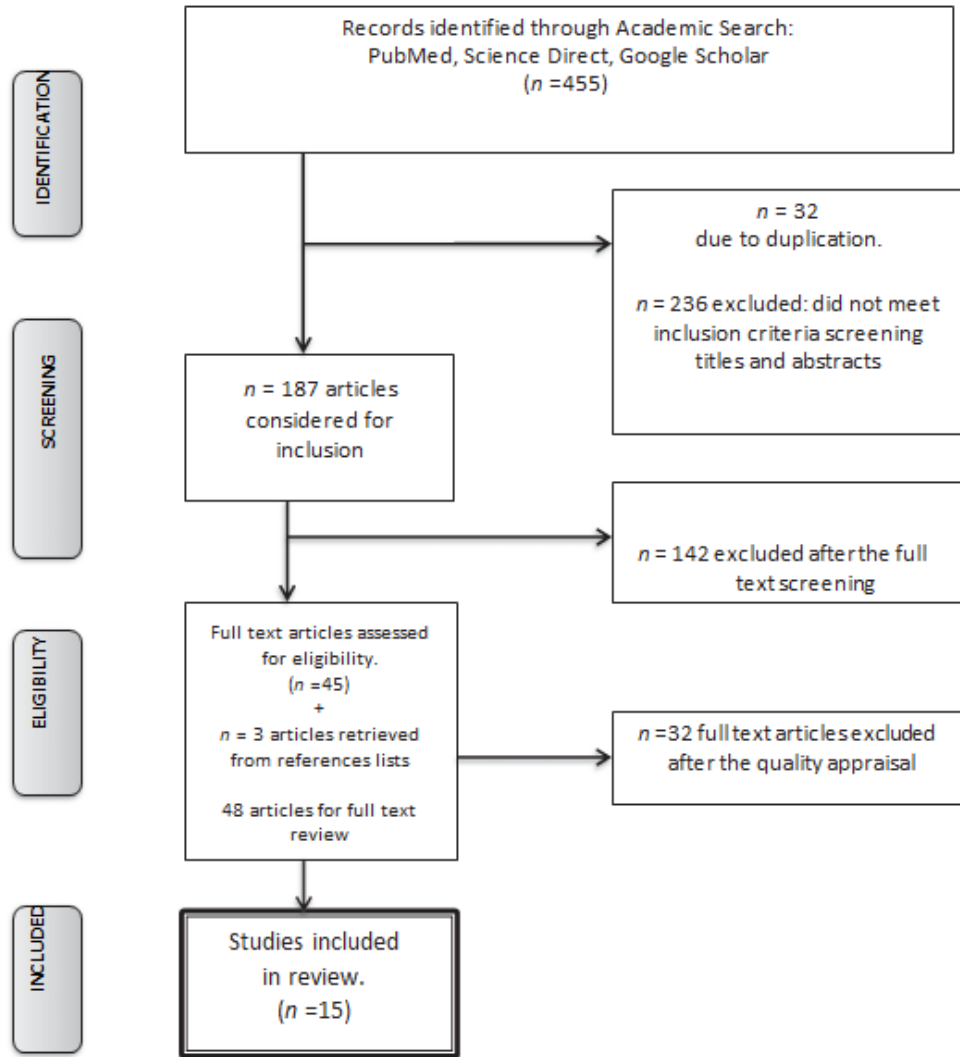 Records identified through Academic Search:
PubMed, Science Direct, Google Scholar
(n =455)
IDENTIFICATION
n = 32
due to duplication.
n = 236 excluded: did not meet
inclusion criteria screening
titles and abstracts
SCREENING
n = 187 articles
considered for
inclusion
n = 142 excluded after the full
text screening
ELIGIBILITY
Full text articles assessed
for eligibility.
(n =45)
+
n = 3 articles retrieved
from references lists
48 articles for full text
review
n =32 full text articles excluded
after the quality appraisal
INCLUDED
Studies included
in review.
(n =15)